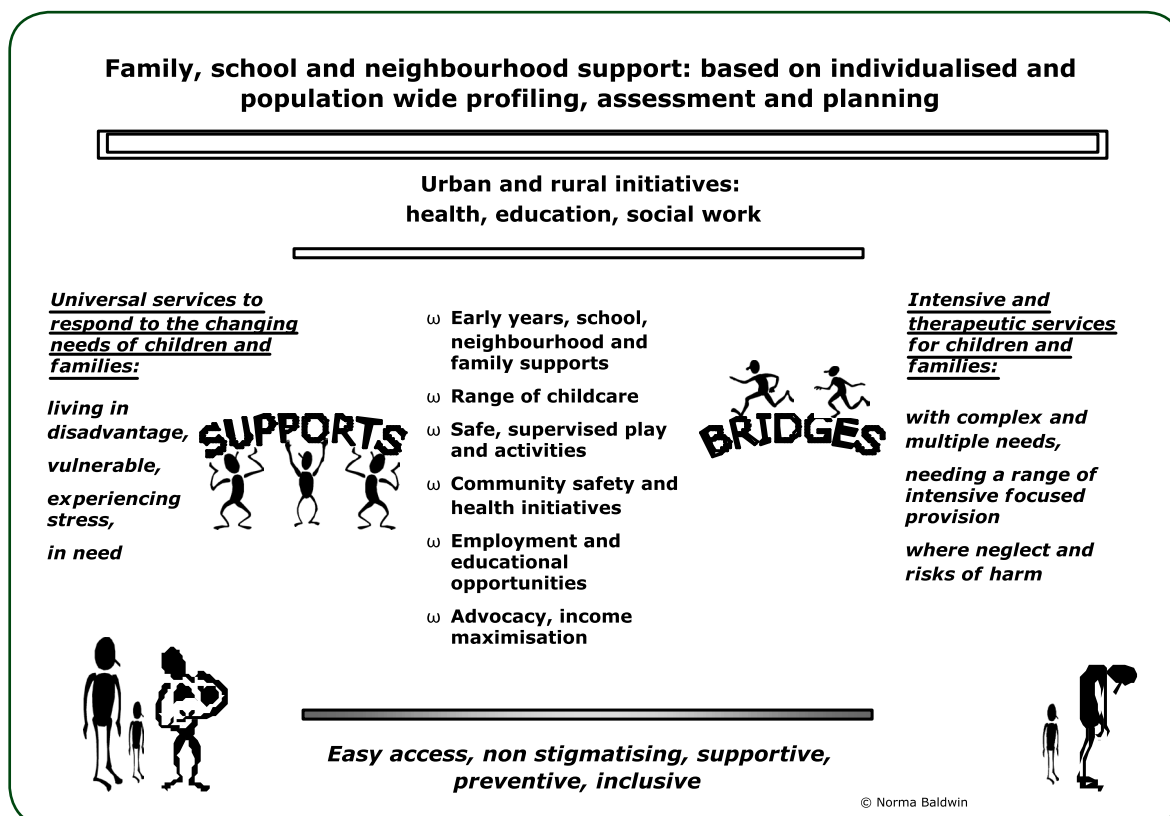 Family, school and neighbourhood support: based on individualised and
population wide profiling, assessment and planning
Urban and rural initiatives:
health, education, social work
Universal services to
respond to the changing
needs of children and
families:
living in
disadvantage,
vulnerable,
experiencing
stress,
in need
SUPPORTS
ω Early years, school,
neighbourhood and
family supports
ω Range of childcare
ω Safe, supervised play
and activities
ω Community safety and
health initiatives
ω Employment and
educational
opportunities
ω Advocacy, income
maximisation
BRIDGES
Intensive and
therapeutic services
for children and
families:
with complex and
multiple needs,
needing a range of
intensive focused
provision
where neglect and
risks of harm
Easy access, non stigmatising, supportive,
preventive, inclusive
© Norma Baldwin